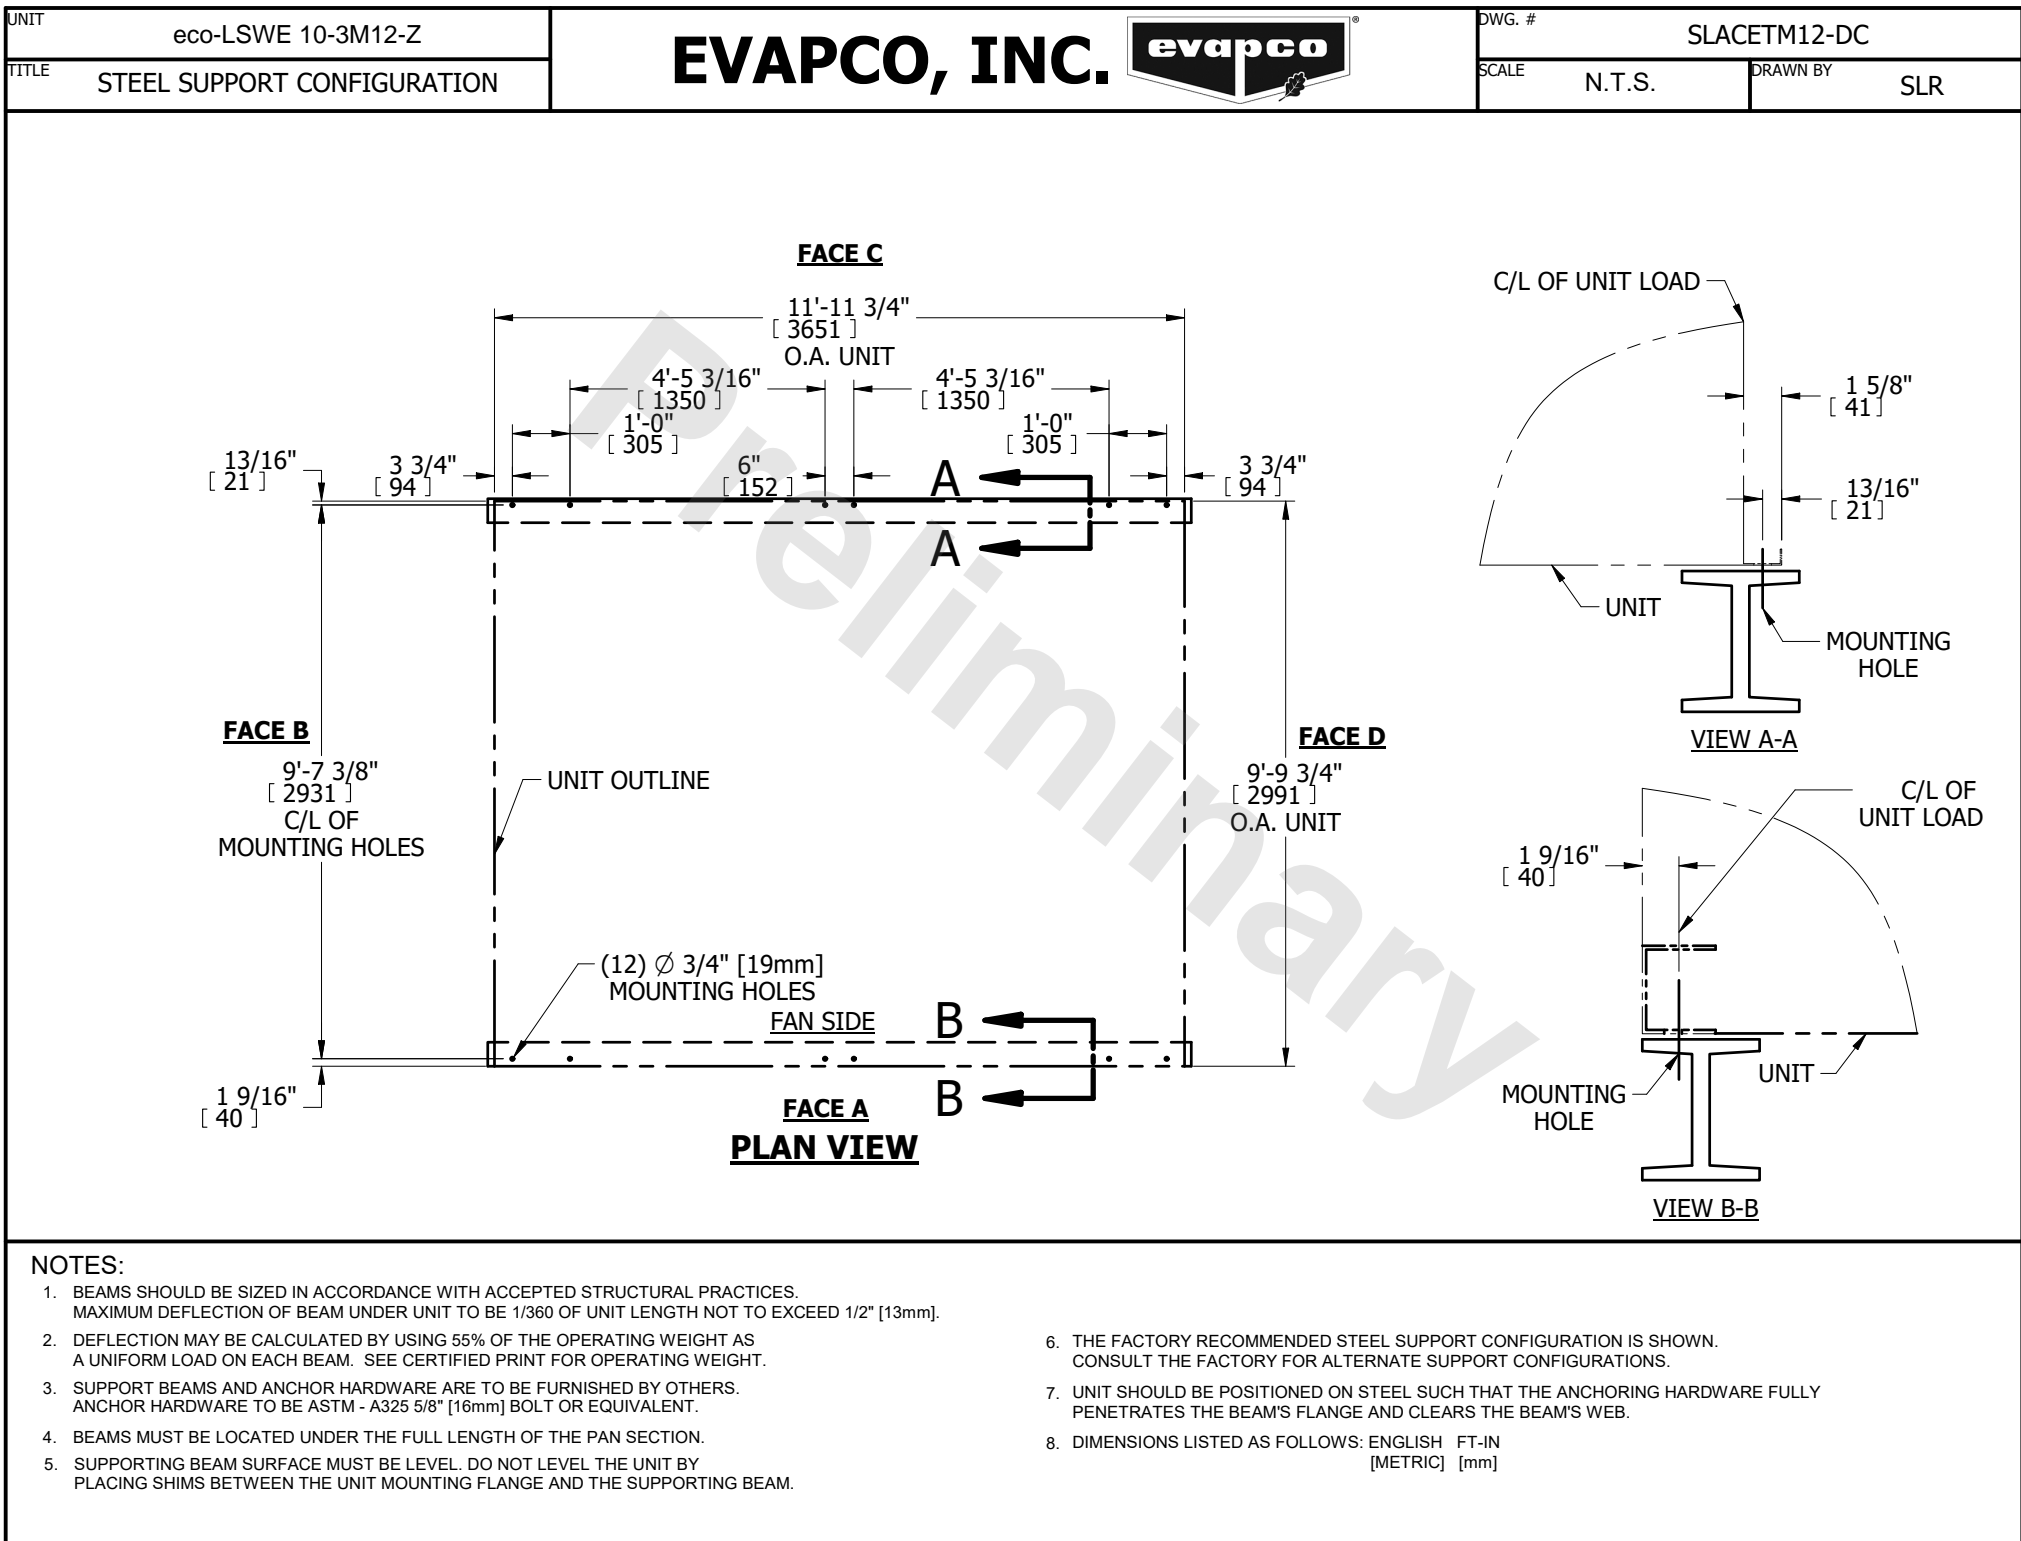 UNIT
eco-LSWE 10-3M12-Z
TITLE
STEEL SUPPORT CONFIGURATION
EVAPCO, INC.
evapco
®
DWG. #
SLACETM12-DC
SCALE
N.T.S.
DRAWN BY
SLR
FACE C
11'-11 3/4"
[ 3651 ]
O.A. UNIT
4'-5 3/16"
[ 1350 ]
4'-5 3/16"
[ 1350 ]
1'-0"
[ 305 ]
1'-0"
[ 305 ]
13/16"
[ 21 ]
3 3/4"
[ 94 ]
6"
[ 152 ]
A
3 3/4"
[ 94 ]
A
FACE B
9'-7 3/8"
[ 2931 ]
C/L OF
MOUNTING HOLES
UNIT OUTLINE
FACE D
9'-9 3/4"
[ 2991 ]
O.A. UNIT
(12) Ø 3/4" [19mm]
MOUNTING HOLES
FAN SIDE
B
B
1 9/16"
[ 40 ]
FACE A
PLAN VIEW
Preliminary
C/L OF UNIT LOAD
1 5/8"
[ 41 ]
13/16"
[ 21 ]
UNIT
MOUNTING
HOLE
VIEW A-A
C/L OF
UNIT LOAD
1 9/16"
[ 40 ]
UNIT
MOUNTING
HOLE
VIEW B-B
NOTES:
1. BEAMS SHOULD BE SIZED IN ACCORDANCE WITH ACCEPTED STRUCTURAL PRACTICES.
MAXIMUM DEFLECTION OF BEAM UNDER UNIT TO BE 1/360 OF UNIT LENGTH NOT TO EXCEED 1/2" [13mm].
2. DEFLECTION MAY BE CALCULATED BY USING 55% OF THE OPERATING WEIGHT AS
A UNIFORM LOAD ON EACH BEAM. SEE CERTIFIED PRINT FOR OPERATING WEIGHT.
3. SUPPORT BEAMS AND ANCHOR HARDWARE ARE TO BE FURNISHED BY OTHERS.
ANCHOR HARDWARE TO BE ASTM - A325 5/8" [16mm] BOLT OR EQUIVALENT.
4. BEAMS MUST BE LOCATED UNDER THE FULL LENGTH OF THE PAN SECTION.
5. SUPPORTING BEAM SURFACE MUST BE LEVEL. DO NOT LEVEL THE UNIT BY
PLACING SHIMS BETWEEN THE UNIT MOUNTING FLANGE AND THE SUPPORTING BEAM.
6. THE FACTORY RECOMMENDED STEEL SUPPORT CONFIGURATION IS SHOWN.
CONSULT THE FACTORY FOR ALTERNATE SUPPORT CONFIGURATIONS.
7. UNIT SHOULD BE POSITIONED ON STEEL SUCH THAT THE ANCHORING HARDWARE FULLY
PENETRATES THE BEAM'S FLANGE AND CLEARS THE BEAM'S WEB.
8. DIMENSIONS LISTED AS FOLLOWS: ENGLISH FT-IN
[METRIC] [mm]